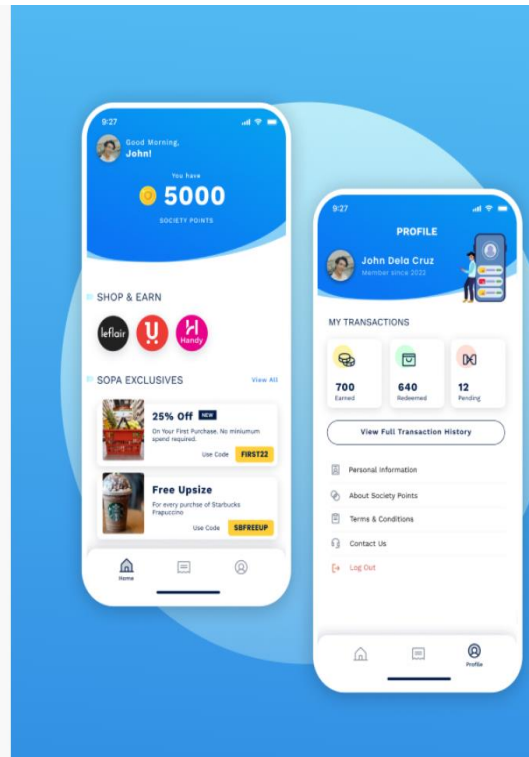 9:27
Good Morning,
John!
You have
5000
SOCIETY POINTS
SHOP & EARN
leflair
Handy
SOPA EXCLUSIVES
View All
25% Off NEW
On Your First Purchase. No miniumum
spend required.
Use Code FIRST22
Free Upsize
For every purchse of Starbucks
Frapuccino
Use Code SBFREEUP
Home
9:27
PROFILE
John Dela Cruz
Member since 2022
MY TRANSACTIONS
700
Earned
640
Redeemed
12
Pending
View Full Transaction History
Personal Information
About Society Points
Terms & Conditions
Contact Us
Log Out
Profile